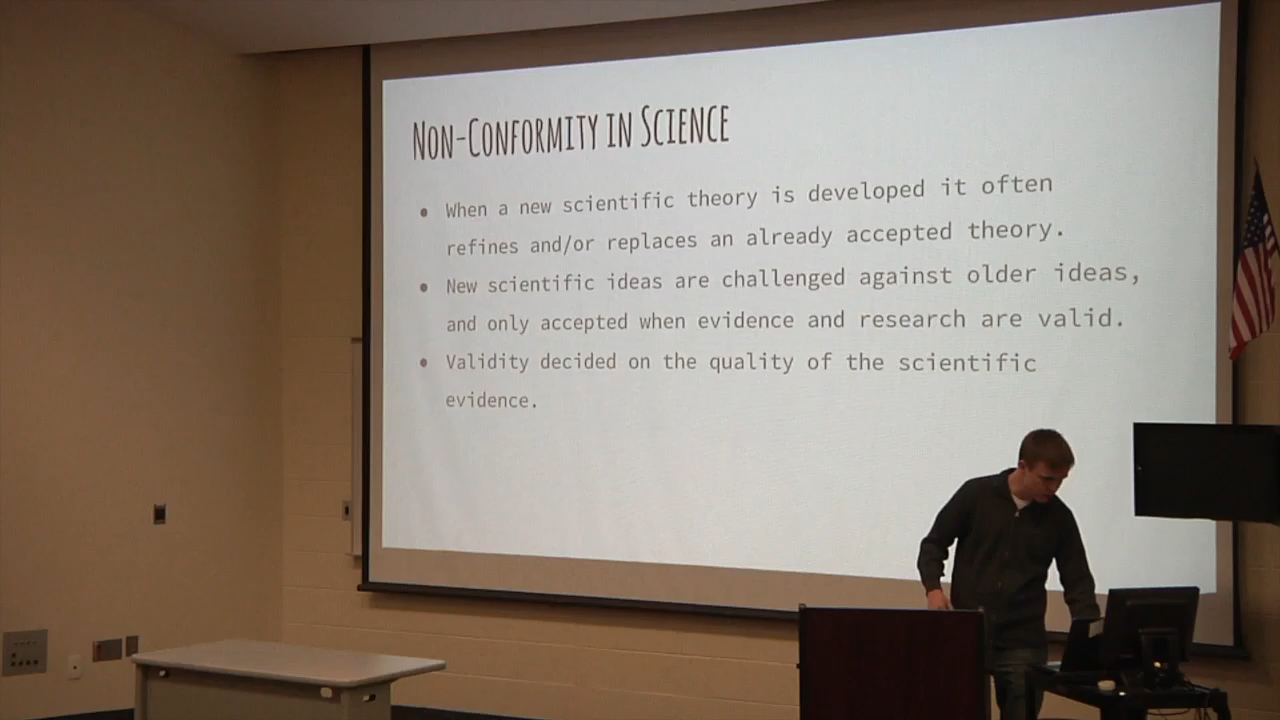 Non-Conformity in Science
● When a new scientific theory is developed it often
refines and/or replaces an already accepted theory.
● New scientific ideas are challenged against older ideas,
and only accepted when evidence and research are valid.
● Validity decided on the quality of the scientific
evidence.